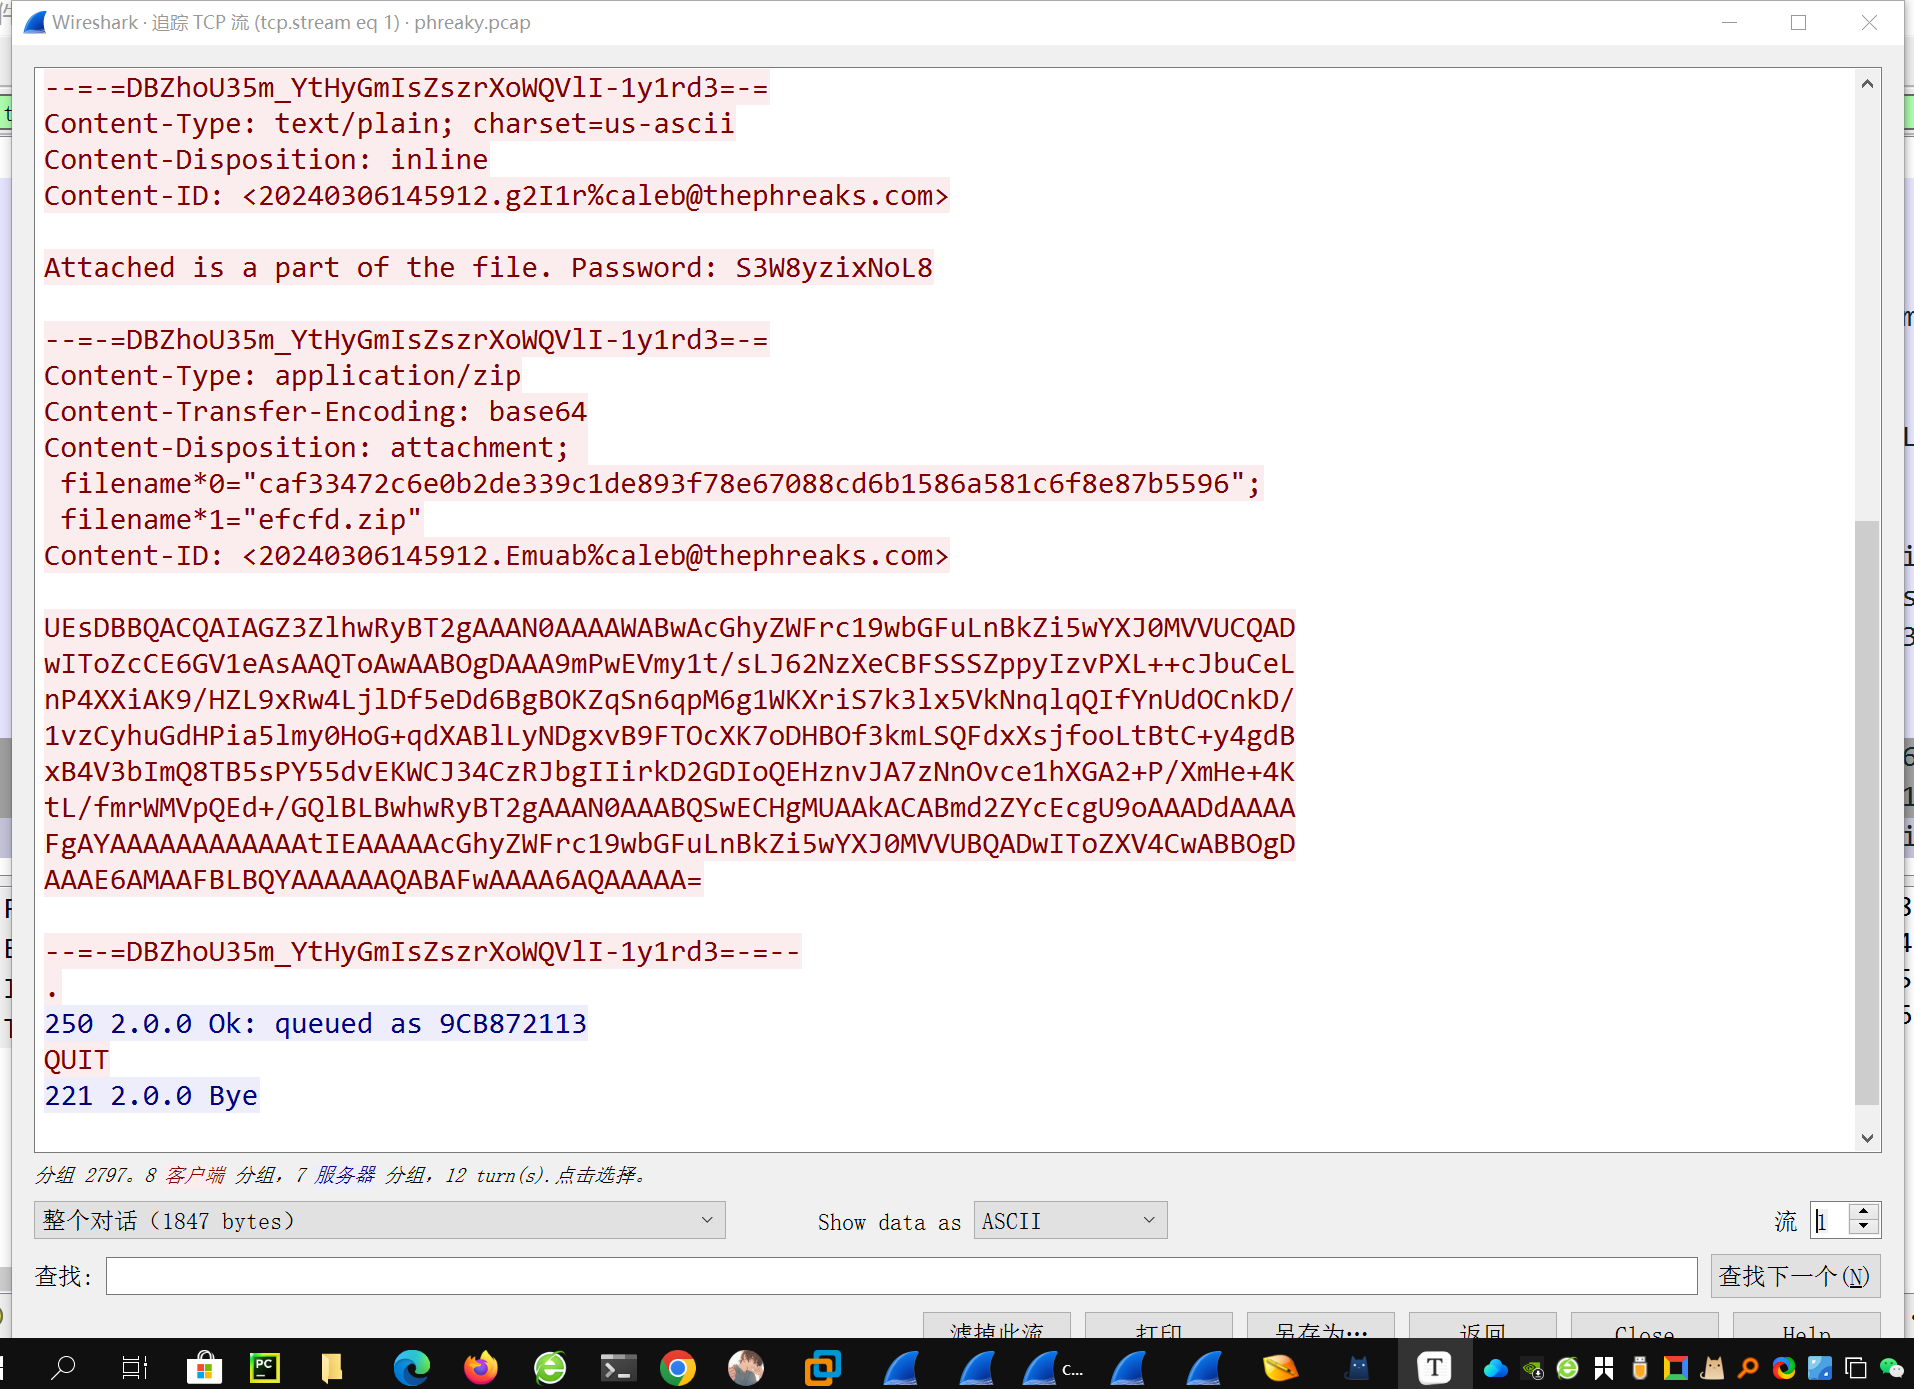 Wireshark · 追踪 TCP 流 (tcp.stream eq 1) · phreaky.pcap
--=-=DBZhoU35m_YtHyGmIsZszrXoWQVlI-1y1rd3=-=
Content-Type: text/plain; charset=us-ascii
Content-Disposition: inline
Content-ID: <20240306145912.g2I1r%caleb@thephreaks.com>
Attached is a part of the file. Password: S3W8yzixNoL8
--=-=DBZhoU35m_YtHyGmIsZszrXoWQVlI-1y1rd3=-=
Content-Type: application/zip
Content-Transfer-Encoding: base64
Content-Disposition: attachment;
filename*0="caf33472c6e0b2de339c1de893f78e67088cd6b1586a581c6f8e87b5596";
filename*1="efcfd.zip"
Content-ID: <20240306145912.Emuab%caleb@thephreaks.com>
UEsDBBQACQAIAGZ3ZlhwRyBT2gAAAN0AAAAWABwAcGhyZWFrc19wbGFuLnBkZi5wYXJ0MVVUCQAD
wIToZcCE6GV1eAsAAQToAwAABOgDAAA9mPwEVmy1t/sLJ62NzXeCBFSSSZppyIzvPXL++cJbuCeL
nP4XXiAK9/HZL9xRw4LjlDf5eDd6BgBOKZqSn6qpM6g1WKXriS7k3lx5VkNnqlqQIfYnUdOCnkD/
1vzCyhuGdHPia5lmy0HoG+qdXABlLyNDgxvB9FTOcXK7oDHBOf3kmLSQFdxXsjfooLtBtC+y4gdB
xB4V3bImQ8TB5sPY55dvEKWCJ34CzRJbgIIirkD2GDIoQEHznvJA7zNnOvce1hXGA2+P/XmHe+4K
tL/fmrWMVpQEd+/GQlBLBwhwRyBT2gAAAN0AAABQSwECHgMUAAkACABmd2ZYcEcgU9oAAADdAAAA
FgAYAAAAAAAAAAAAtIEAAAAAcGhyZWFrc19wbGFuLnBkZi5wYXJ0MVVUBQADwIToZXV4CwABBOgD
AAAE6AMAAFBLBQYAAAAAAQABAFwAAAA6AQAAAAA=
--=-=DBZhoU35m_YtHyGmIsZszrXoWQVlI-1y1rd3=-=--
.
250 2.0.0 Ok: queued as 9CB872113
QUIT
221 2.0.0 Bye
分组 2797。8 客户端 分组，7 服务器 分组，12 turn(s).点击选择。
整个对话（1847 bytes） Show data as ASCII 流 1
查找: 查找下一个(N)
滤掉此流 打印 另存为… 返回 Close Help
PC C... T